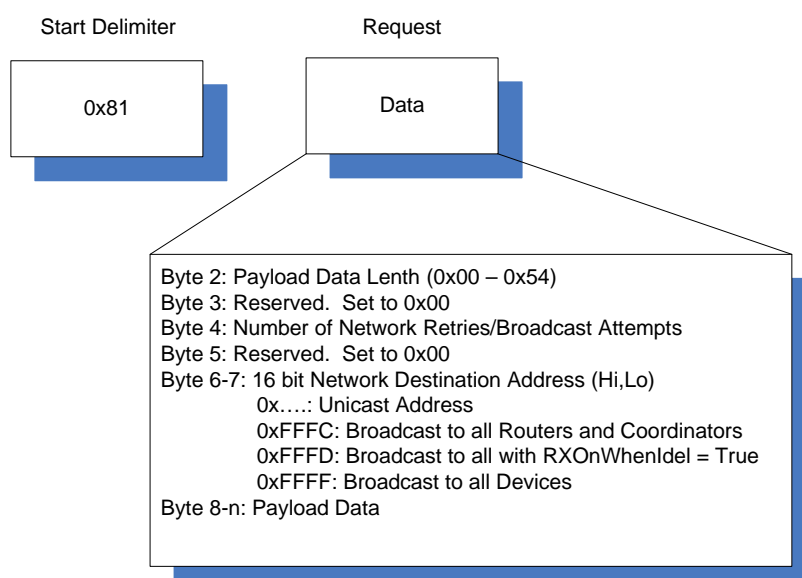 Start Delimiter
Request
0x81
Data
Byte 2: Payload Data Lenth (0x00 – 0x54)
Byte 3: Reserved.  Set to 0x00
Byte 4: Number of Network Retries/Broadcast Attempts
Byte 5: Reserved.  Set to 0x00
Byte 6-7: 16 bit Network Destination Address (Hi,Lo)
0x….: Unicast Address
0xFFFC: Broadcast to all Routers and Coordinators
0xFFFD: Broadcast to all with RXOnWhenIdel = True
0xFFFF: Broadcast to all Devices
Byte 8-n: Payload Data